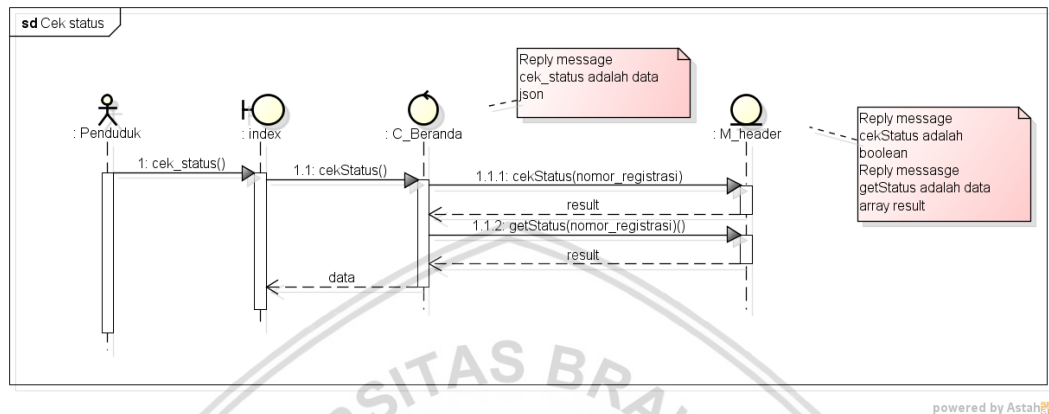 sd Cek status
Reply message
cek_status adalah data
json
: Penduduk
: index
: C_Beranda
: M_header
Reply message
cekStatus adalah
boolean
Reply messasge
getStatus adalah data
array result
1: cek_status()
1.1: cekStatus()
1.1.1: cekStatus(nomor_registrasi)
result
1.1.2: getStatus(nomor_registrasi)()
result
data
SITAS BRA
powered by Astah